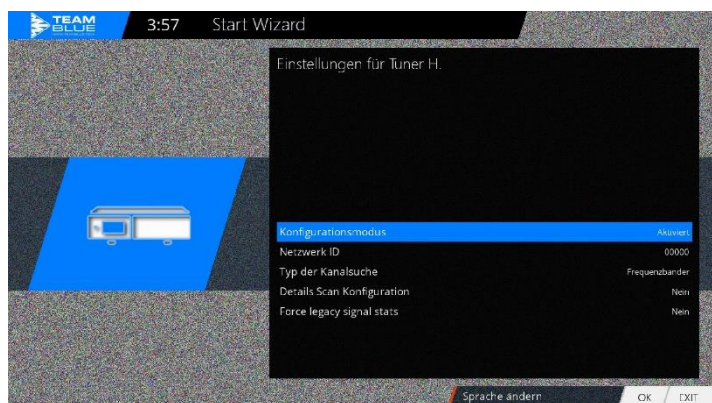 TEAM
BLUE
3:57 Start Wizard
Einstellungen für Tuner H.
Konfigurationsmodus Aktiviert
Netzwerk ID 00000
Typ der Kanalsuche Frequenzbander
Details Scan Konfiguration Nein
Force legacy signal stats Nein
Sprache ändern OK EXIT